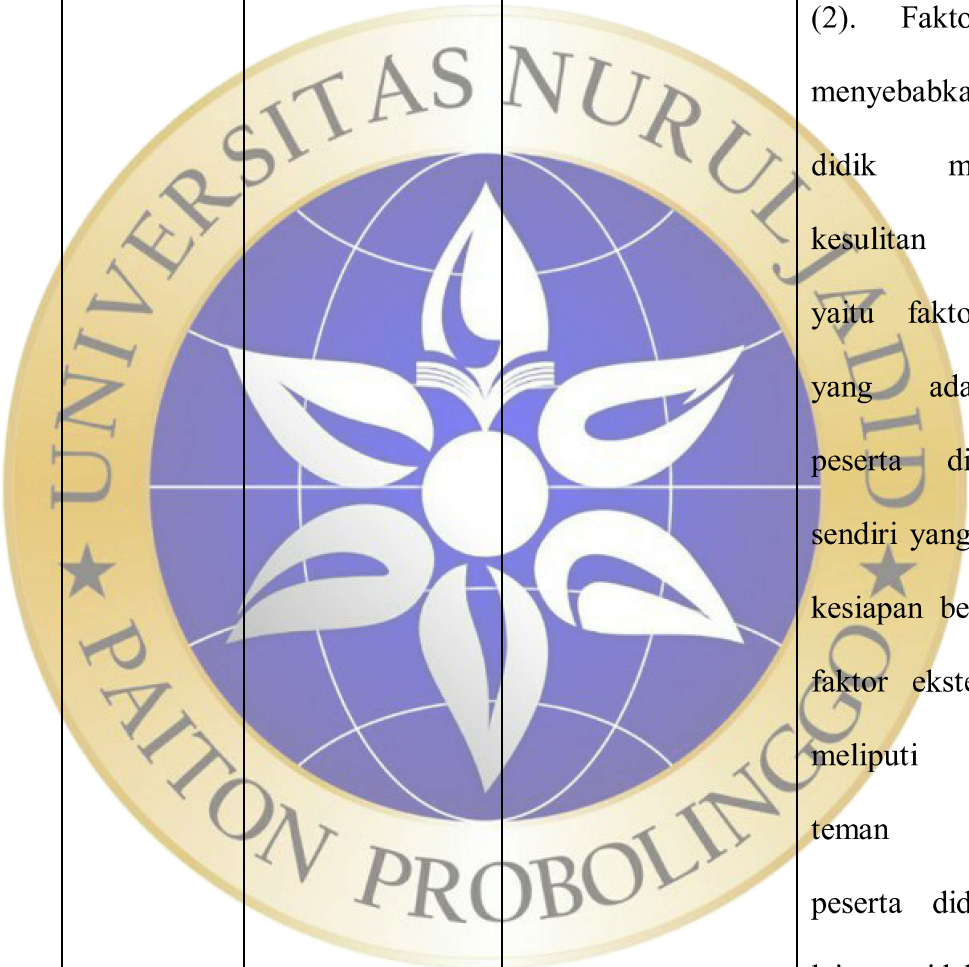 UNIVERSITAS NURUL JADID
PAITON PROBOLINGGO
(2). Fakto
menyebabka
didik m
kesulitan
yaitu fakto
yang ada
peserta di
sendiri yang
kesiapan be
faktor ekste
meliputi
teman
peserta did